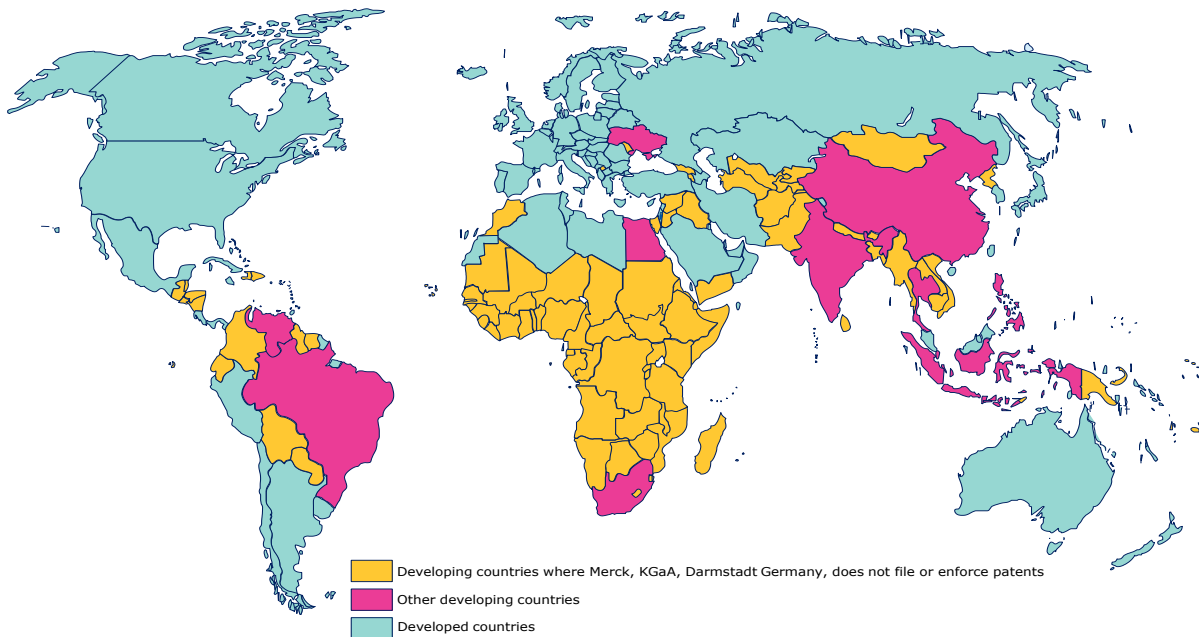 Developing countries where Merck, KGaA, Darmstadt Germany, does not file or enforce patents
Other developing countries
Developed countries